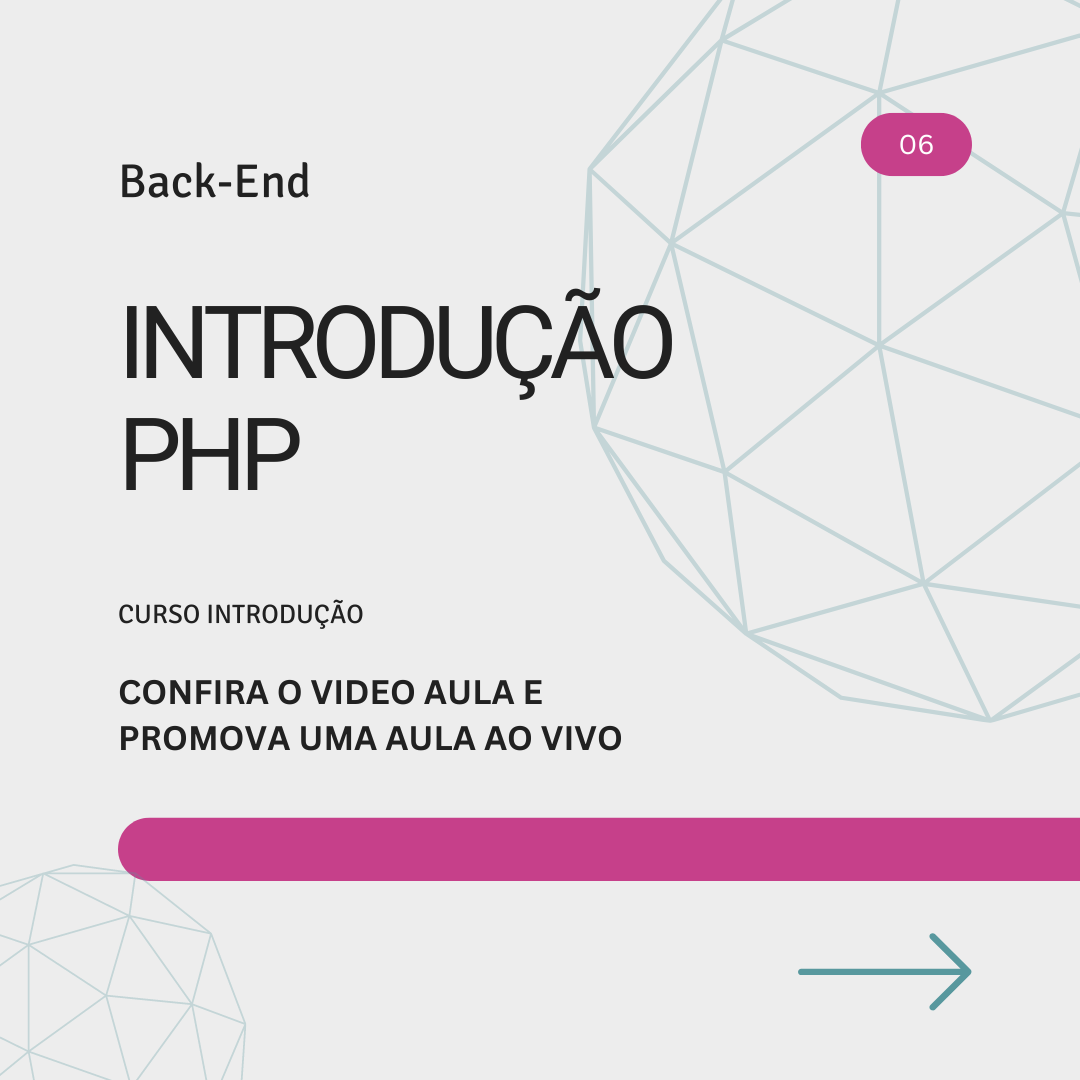 06
Back-End
INTRODUÇÃO
PHP
CURSO INTRODUÇÃO
CONFIRA O VIDEO AULA E
PROMOVA UMA AULA AO VIVO